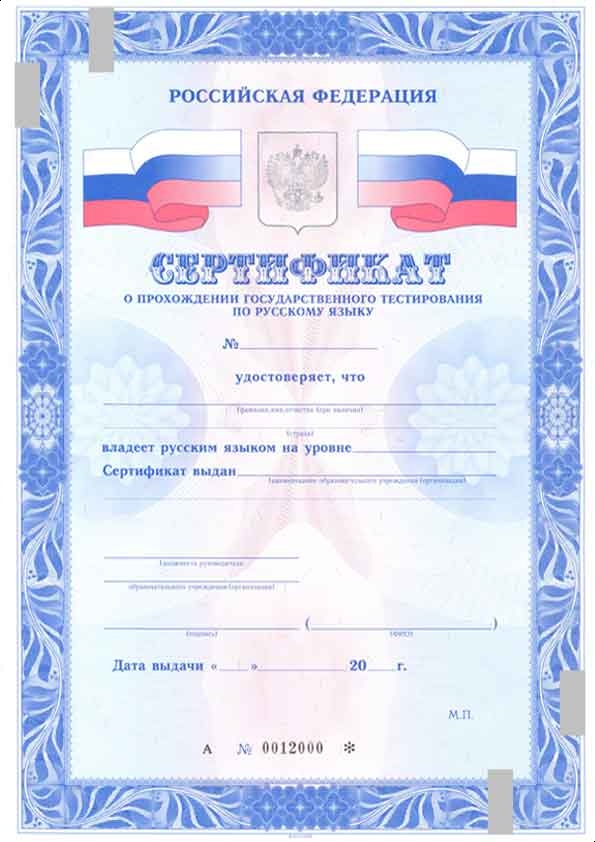 РОССИЙСКАЯ ФЕДЕРАЦИЯ
СЕРТИФИКАТ
О ПРОХОЖДЕНИИ ГОСУДАРСТВЕННОГО ТЕСТИРОВАНИЯ
ПО РУССКОМУ ЯЗЫКУ
№
удостоверяет, что
(фамилия, имя, отчество (при наличии)
(страна)
владеет русским языком на уровне
Сертификат выдан
(наименование образовательного учреждения (организации)
(должность руководителя
образовательного учреждения (организации)
( )
(подпись) (ФИО)
Дата выдачи « » 20 г.
М.П.
А № 0012000 *